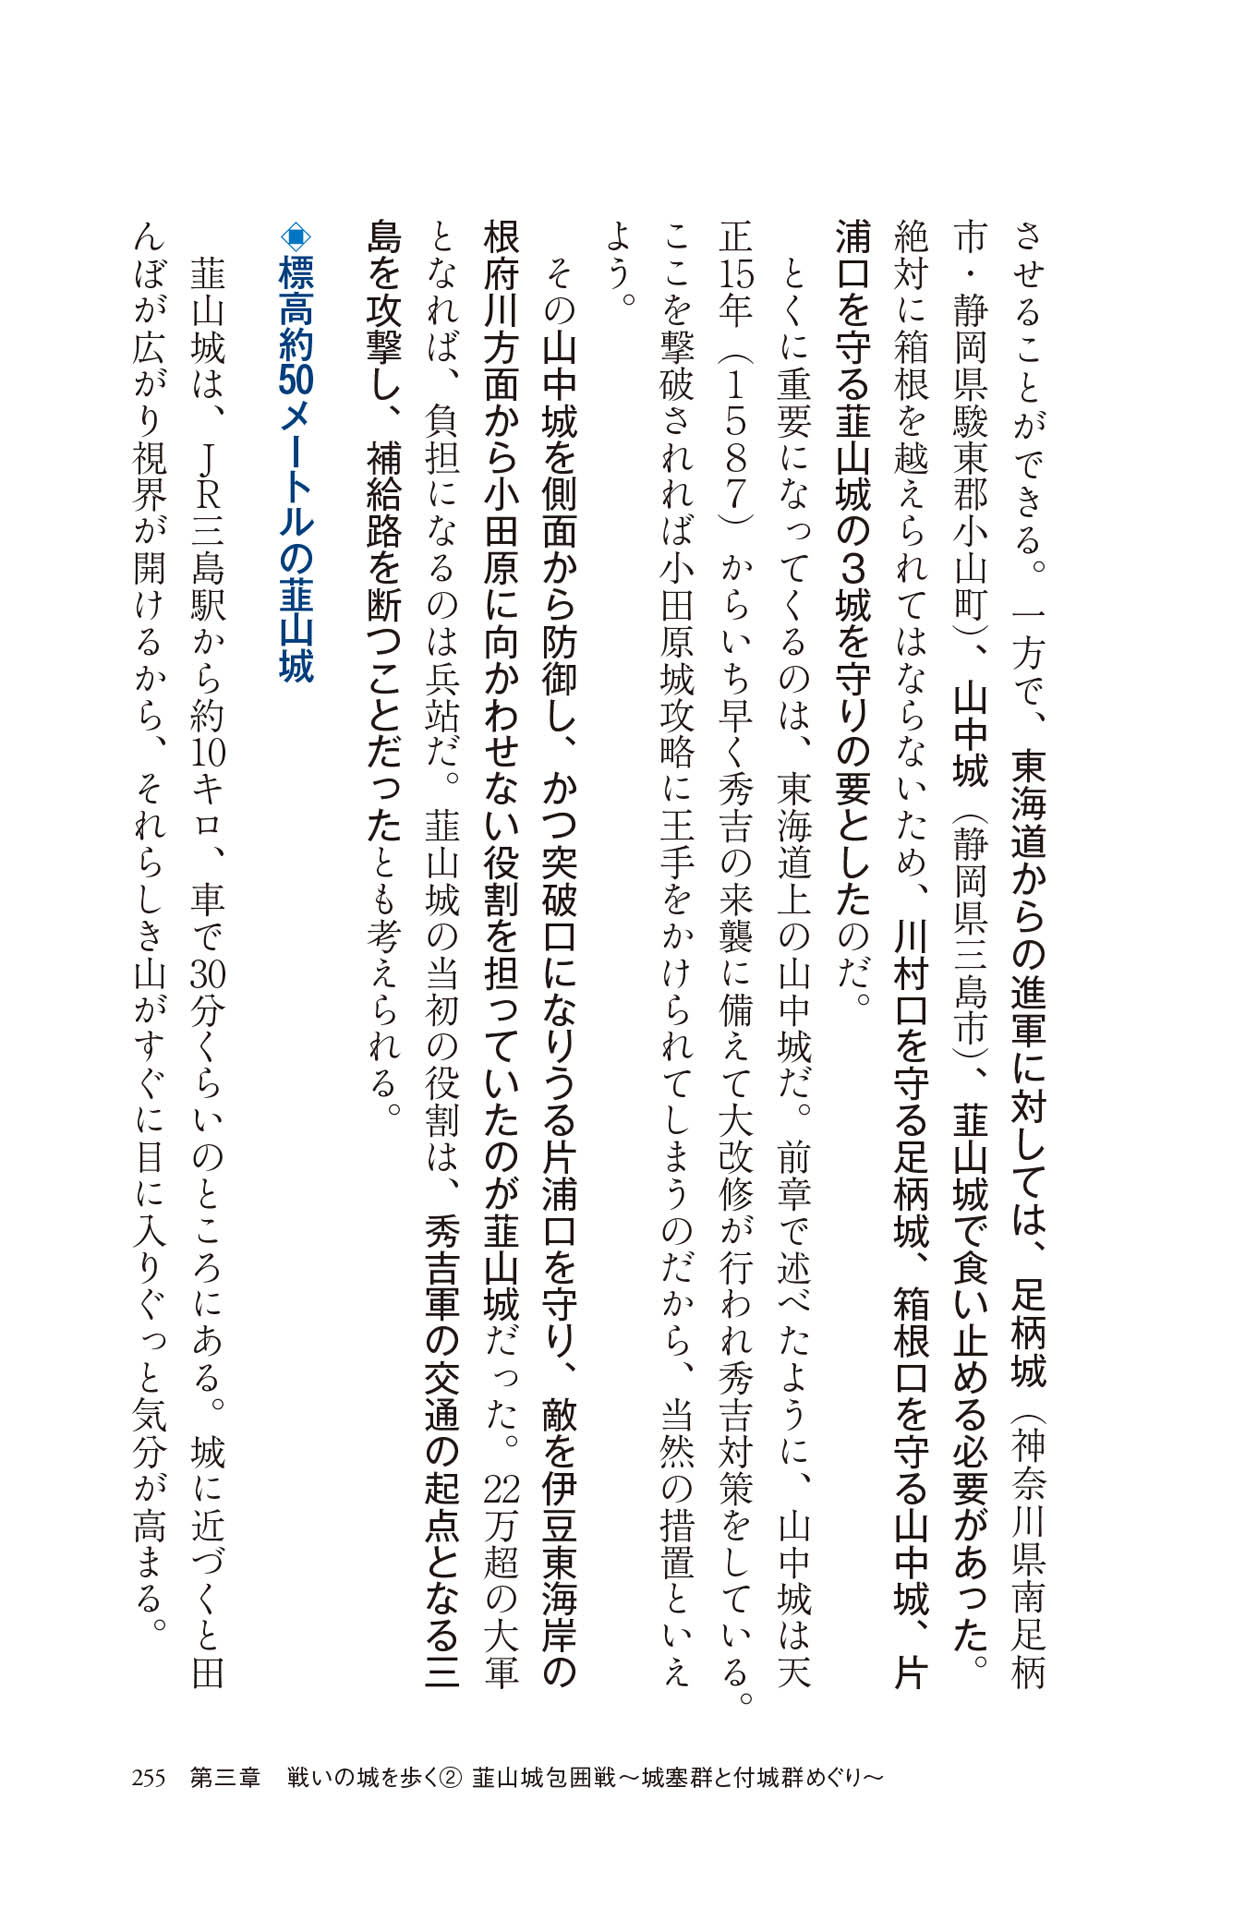 させることができる。一方で、東海道からの進軍に対しては、足柄城（神奈川県南足柄
市・静岡県駿東郡小山町）、山中城（静岡県三島市）、韮山城で食い止める必要があった。
絶対に箱根を越えられてはならないため、川村口を守る足柄城、箱根口を守る山中城、片
浦口を守る韮山城の3城を守りの要としたのだ。
　とくに重要になってくるのは、東海道上の山中城だ。前章で述べたように、山中城は天
正15年（1587）からいち早く秀吉の来襲に備えて大改修が行われ秀吉対策をしている。
ここを撃破されれば小田原城攻略に王手をかけられてしまうのだから、当然の措置といえ
よう。
　その山中城を側面から防御し、かつ突破口になりうる片浦口を守り、敵を伊豆東海岸の
根府川方面から小田原に向かわせない役割を担っていたのが韮山城だった。22万超の大軍
となれば、負担になるのは兵站だ。韮山城の当初の役割は、秀吉軍の交通の起点となる三
島を攻撃し、補給路を断つことだったとも考えられる。
◈標高約50メートルの韮山城
　韮山城は、JR三島駅から約10キロ、車で30分くらいのところにある。城に近づくと田
んぼが広がり視界が開けるから、それらしき山がすぐに目に入りぐっと気分が高まる。
255　第三章　戦いの城を歩く② 韮山城包囲戦〜城塞群と付城群めぐり〜